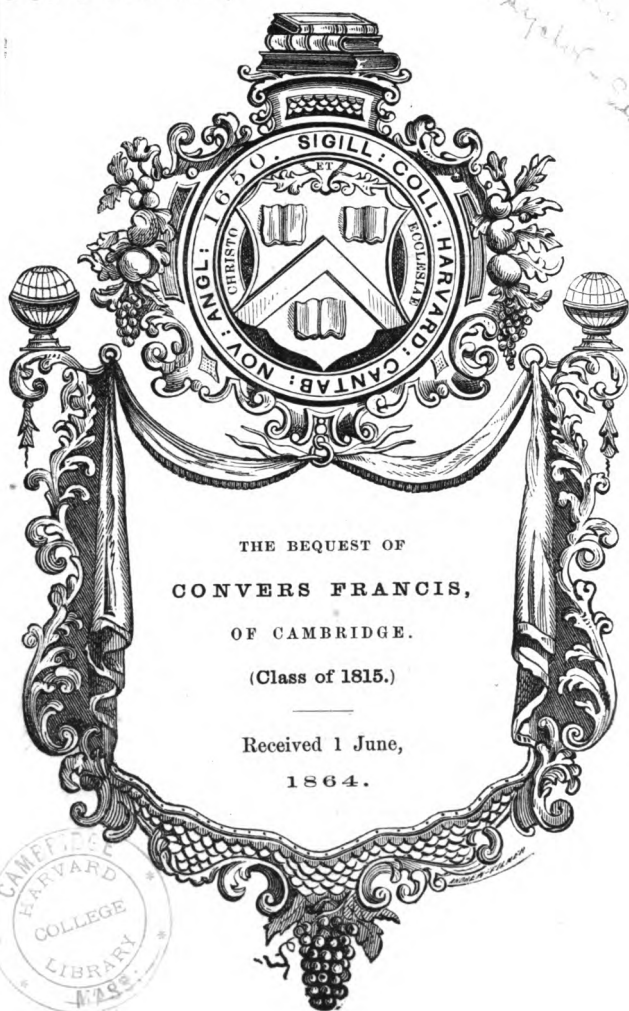 SIGILL: COLL: HARVARD: CANTAB: NOV: ANGL: 1650.
ET
CHRISTO
ECCLESIAE
THE BEQUEST OF
CONVERS FRANCIS,
OF CAMBRIDGE.
(Class of 1815.)
Received 1 June,
1864.
CAMBRIDGE
HARVARD
COLLEGE
LIBRARY
MASS.